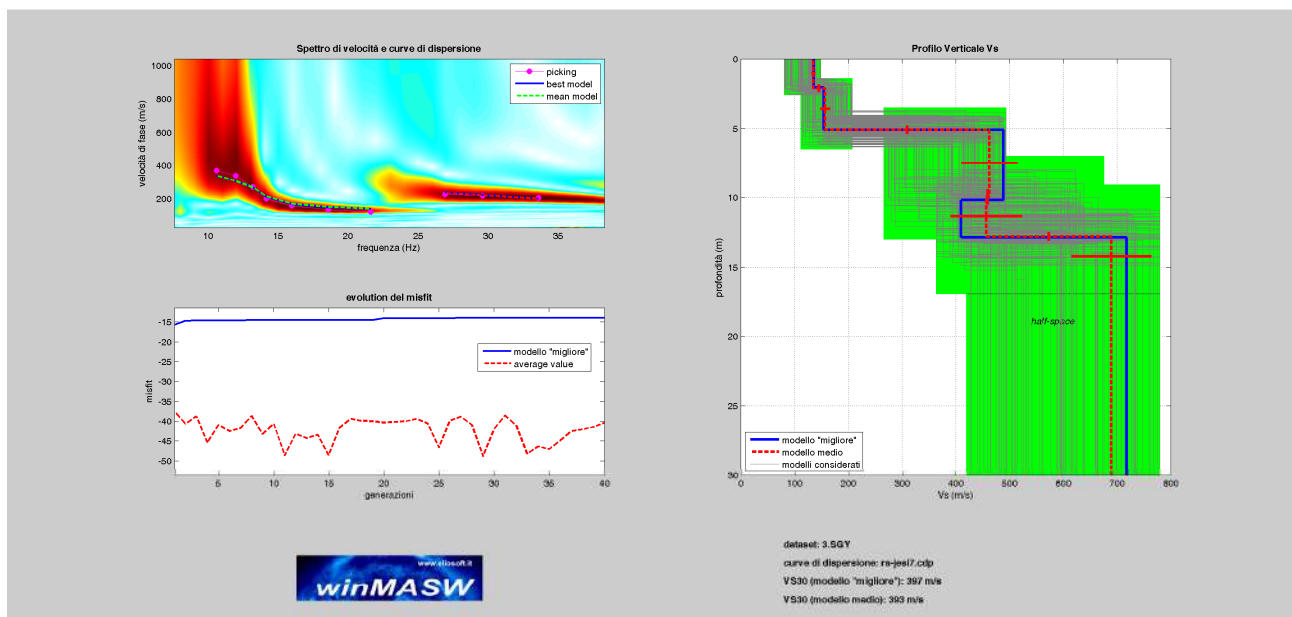 Spettro di velocità e curve di dispersione
1000
800
600
400
200
velocità di fase (m/s)
picking
best model
mean model
10
15
20
25
30
35
frequenza (Hz)
evolution del misfit
-15
-20
-25
-30
-35
-40
-45
-50
misfit
modello "migliore"
average value
5
10
15
20
25
30
35
40
generazioni
www.eliosoft.it
winMASW
Profilo Verticale Vs
0
5
10
15
20
25
30
profondità (m)
half-space
modello "migliore"
modello medio
modelli considerati
0
100
200
300
400
500
600
700
800
Vs (m/s)
dataset: 3.SGY
curve di dispersione: rs-jesi7.cdp
VS30 (modello "migliore"): 397 m/s
VS30 (modello medio): 393 m/s